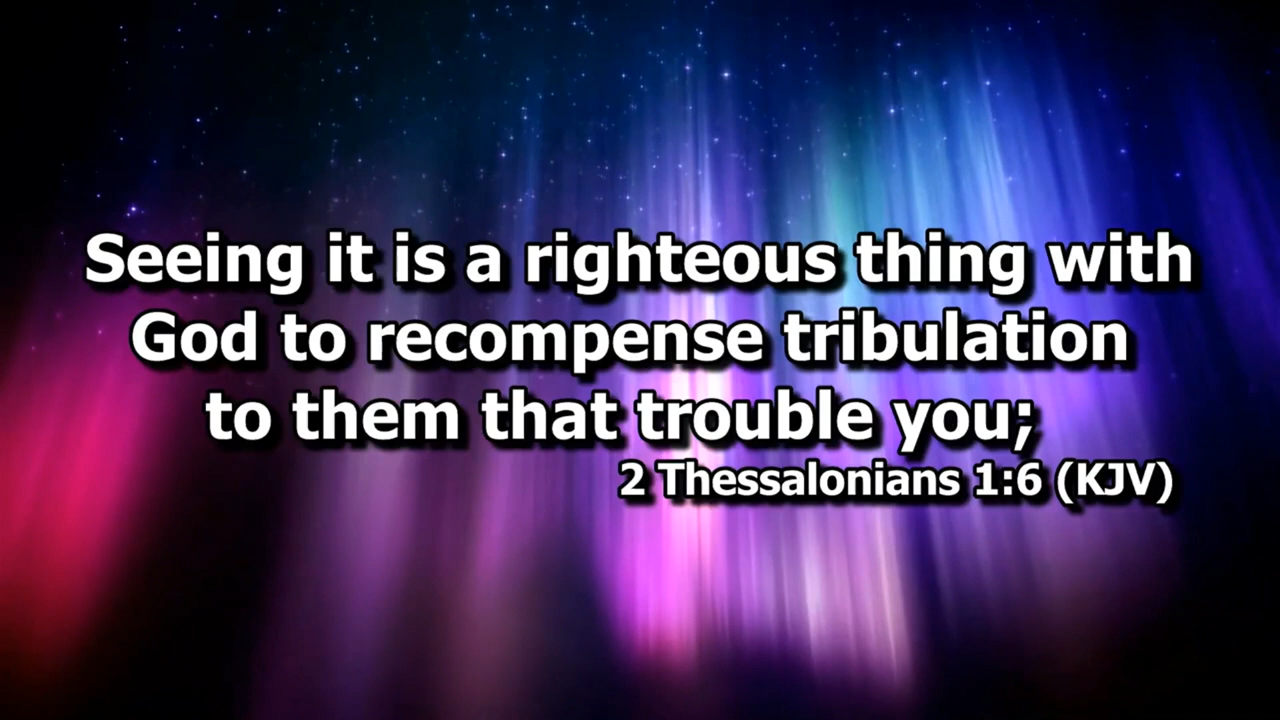 Seeing it is a righteous thing with
God to recompense tribulation
to them that trouble you;
2 Thessalonians 1:6 (KJV)